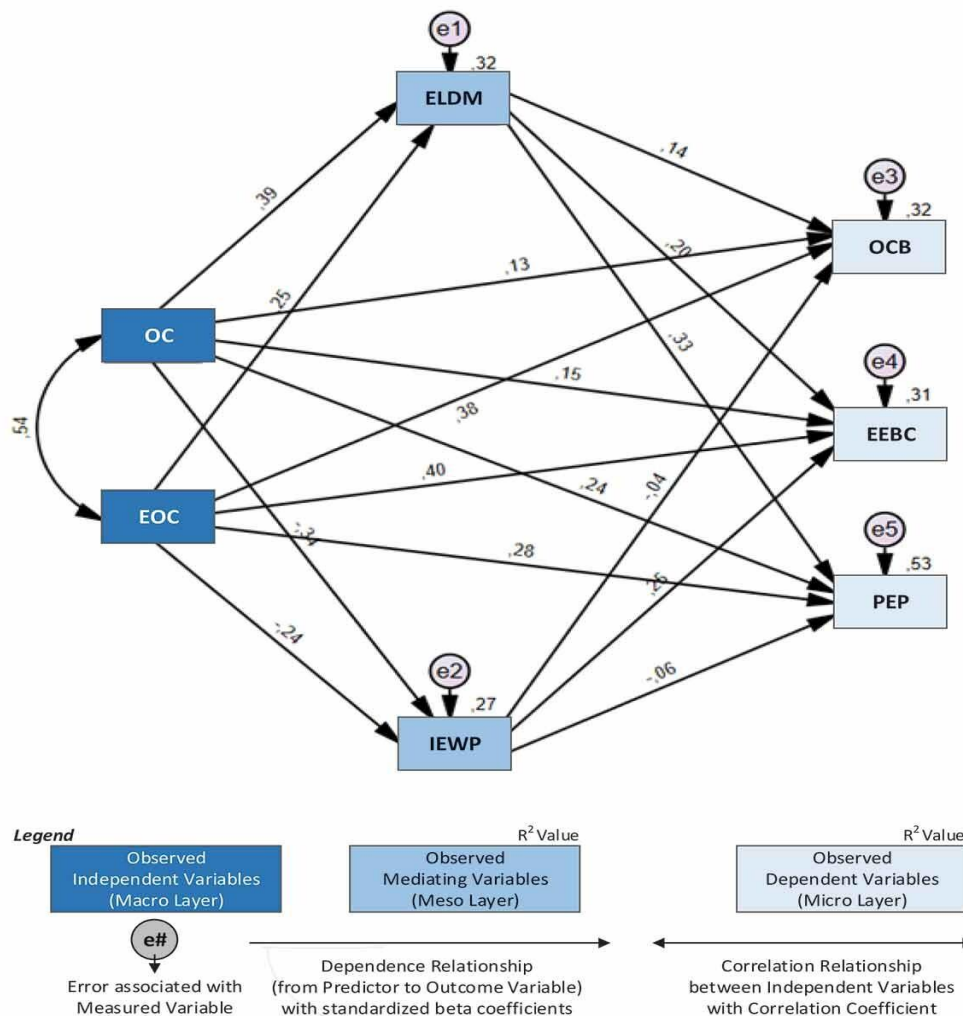 e1
,32
ELDM
,14
e3
,32
OCB
,39
,20
,13
,25
OC
,33
e4
,31
EEBC
,15
,38
,54
,40
,24
-,04
EOC
-,34
,28
e5
,53
PEP
,26
-,24
e2
,27
IEWP
-,06
Legend
R² Value
R² Value
Observed
Independent Variables
(Macro Layer)
Observed
Mediating Variables
(Meso Layer)
Observed
Dependent Variables
(Micro Layer)
e#
Error associated with
Measured Variable
Dependence Relationship
(from Predictor to Outcome Variable)
with standardized beta coefficients
Correlation Relationship
between Independent Variables
with Correlation Coefficient